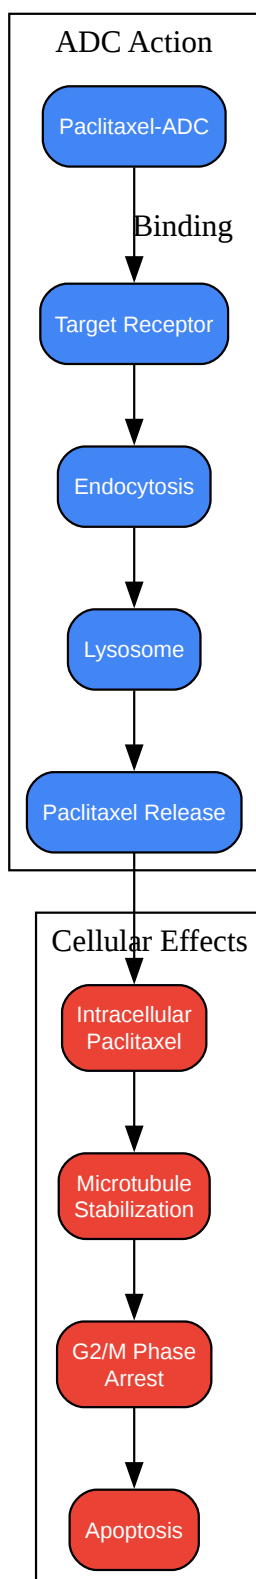 ADC Action
Paclitaxel-ADC
Binding
Target Receptor
Endocytosis
Lysosome
Paclitaxel Release
Cellular Effects
Intracellular
Paclitaxel
Microtubule
Stabilization
G2/M Phase
Arrest
Apoptosis